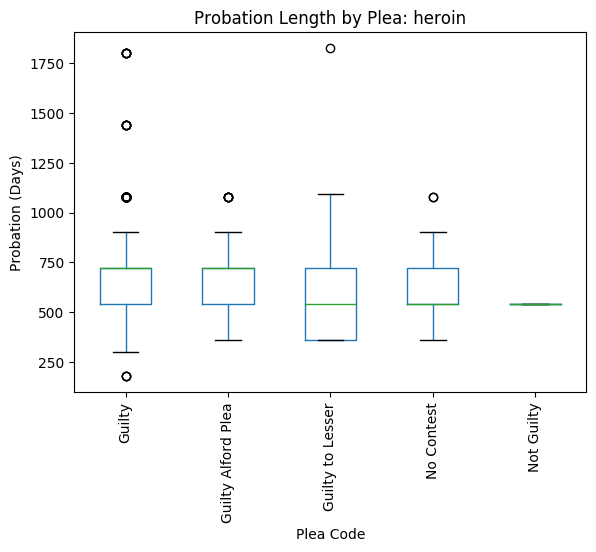 Probation Length by Plea: heroin
Probation (Days)
1750
1500
1250
1000
750
500
250
Guilty
Guilty Alford Plea
Guilty to Lesser
No Contest
Not Guilty
Plea Code